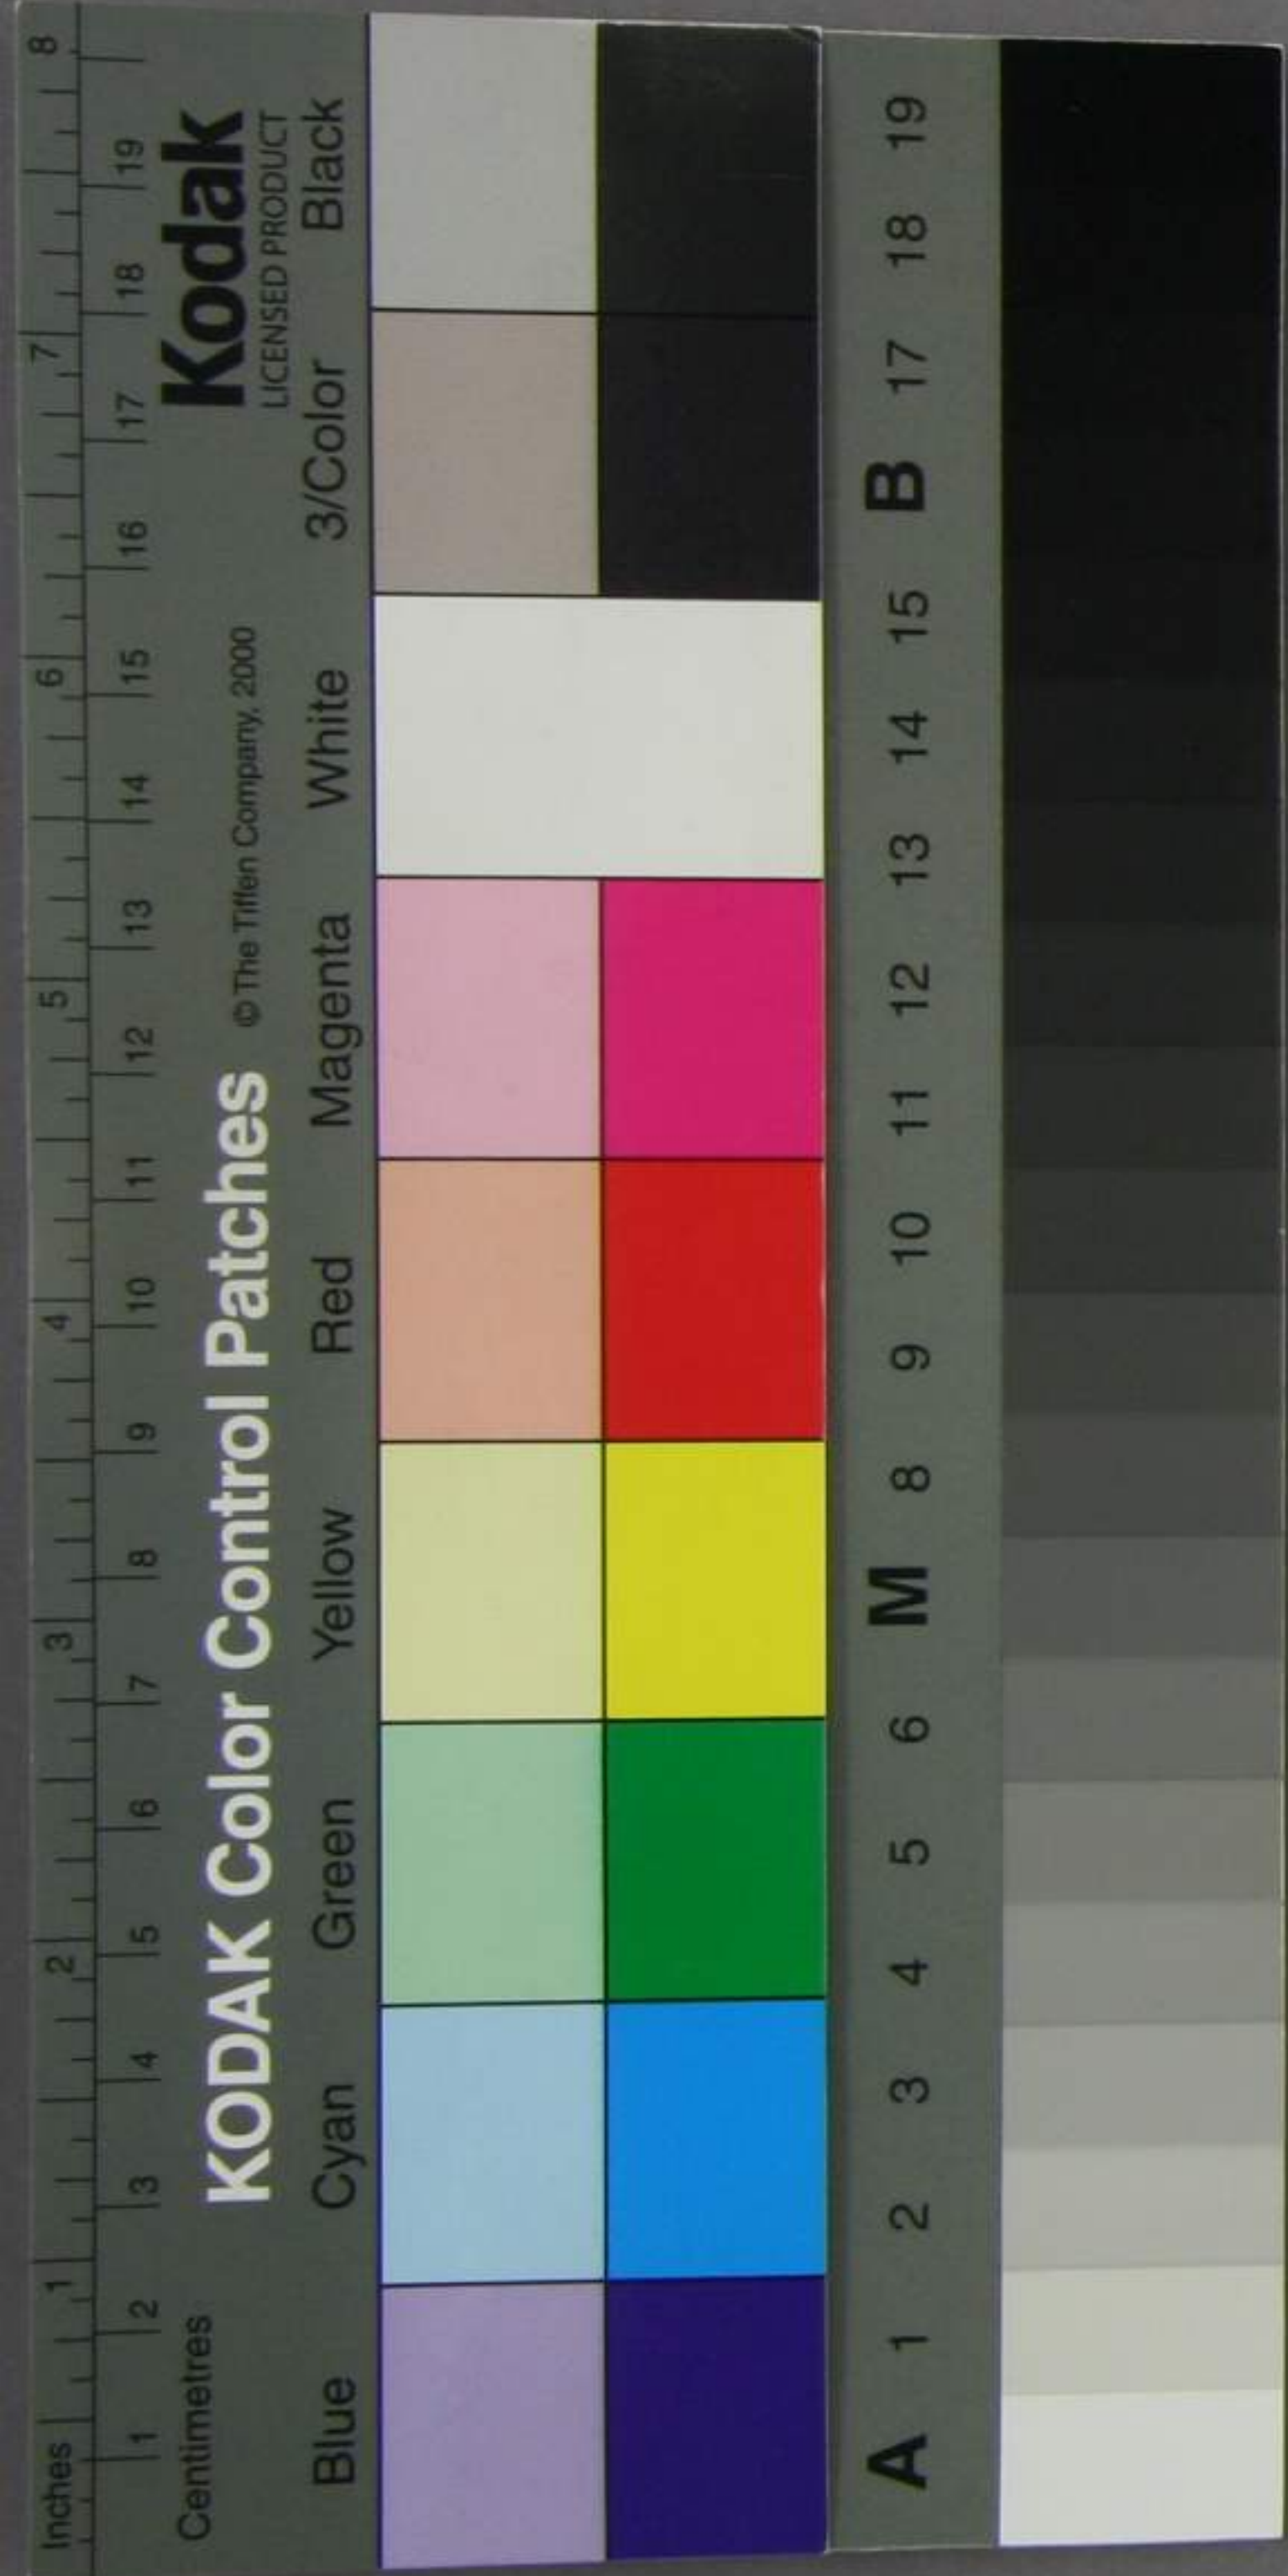 Inches 1 2 3 4 5 6 7 8
1 2 3 4 5 6 7 8 9 10 11 12 13 14 15 16 17 18 19
Centimetres
KODAK Color Control Patches © The Tiffen Company, 2000
Kodak
LICENSED PRODUCT
Blue Cyan Green Yellow Red Magenta White 3/Color Black
A 1 2 3 4 5 6 M 8 9 10 11 12 13 14 15 B 17 18 19